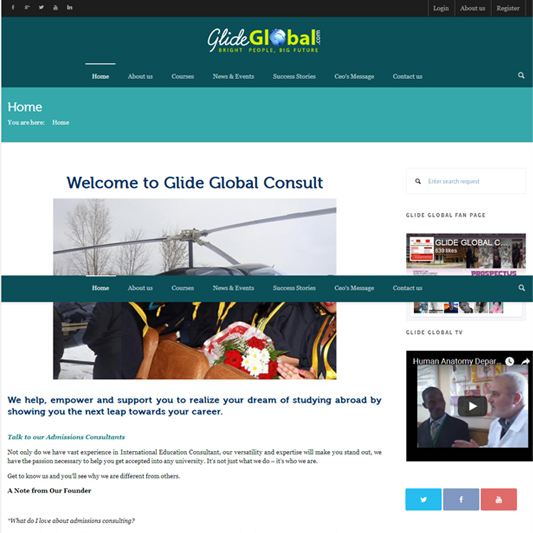 Login About us Register
GlideGlobal.com
BRIGHT PEOPLE, BIG FUTURE
Home About us Courses News & Events Success Stories Ceo's Message Contact us
Home
You are here: Home
Welcome to Glide Global Consult
Enter search request
GLIDE GLOBAL FAN PAGE
GLIDE GLOBAL C...
639 likes
PROSPECTUS
Home About us Courses News & Events Success Stories Ceo's Message Contact us
GLIDE GLOBAL TV
Human Anatomy Depar...
We help, empower and support you to realize your dream of studying abroad by
showing you the next leap towards your career.
Talk to our Admissions Consultants
Not only do we have vast experience in International Education Consultant, our versatility and expertise will make you stand out, we
have the passion necessary to help you get accepted into any university. It's not just what we do – it's who we are.
Get to know us and you'll see why we are different from others.
A Note from Our Founder
"What do I love about admissions consulting?